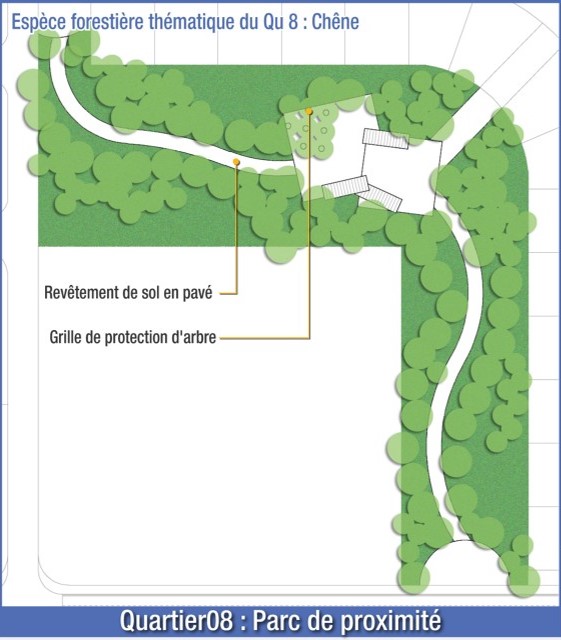 Espèce forestière thématique du Qu 8 : Chêne
Revêtement de sol en pavé
Grille de protection d'arbre
Quartier08 : Parc de proximité